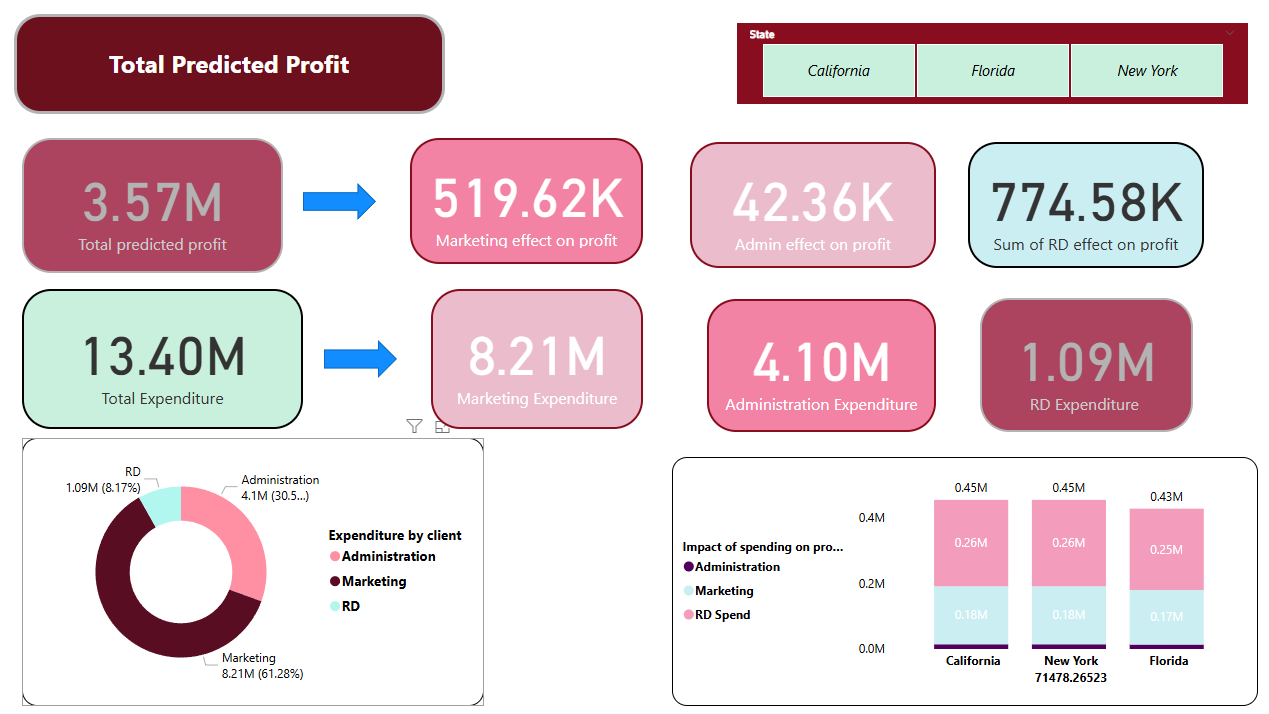 Total Predicted Profit
State
California
Florida
New York
3.57M
Total predicted profit
519.62K
Marketing effect on profit
42.36K
Admin effect on profit
774.58K
Sum of RD effect on profit
13.40M
Total Expenditure
8.21M
Marketing Expenditure
4.10M
Administration Expenditure
1.09M
RD Expenditure
RD
1.09M (8.17%)
Administration
4.1M (30.5...)
Marketing
8.21M (61.28%)
Expenditure by client
Administration
Marketing
RD
Impact of spending on pro...
Administration
Marketing
RD Spend
0.4M
0.2M
0.0M
0.45M
0.45M
0.43M
0.26M
0.26M
0.25M
0.18M
0.18M
0.17M
California
New York
Florida
71478.26523